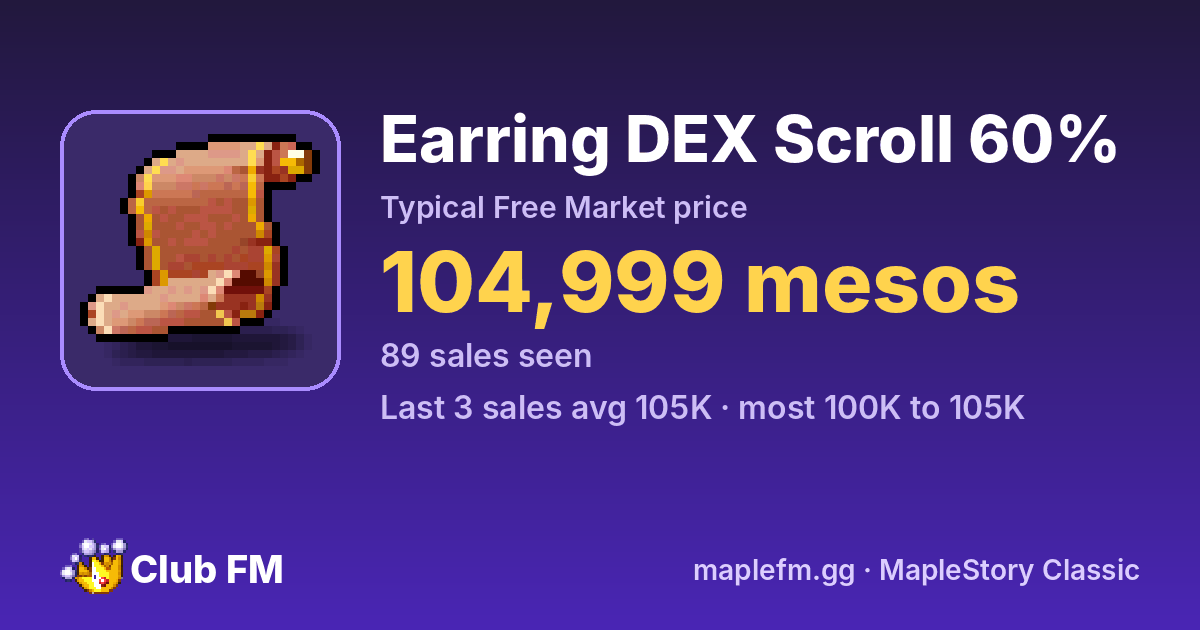 Earring DEX Scroll 60%
Typical Free Market price
104,999 mesos
89 sales seen
Last 3 sales avg 105K · most 100K to 105K
Club FM
maplefm.gg · MapleStory Classic